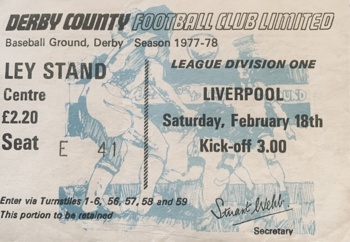 DERBY COUNTY FOOTBALL CLUB LIMITED
Baseball Ground, Derby Season 1977-78
LEY STAND
Centre
£2.20
Seat E 41
LEAGUE DIVISION ONE
LIVERPOOL
Saturday, February 18th
Kick-off 3.00
Enter via Turnstiles 1-6, 56, 57, 58 and 59
This portion to be retained
Stuart Webb
Secretary